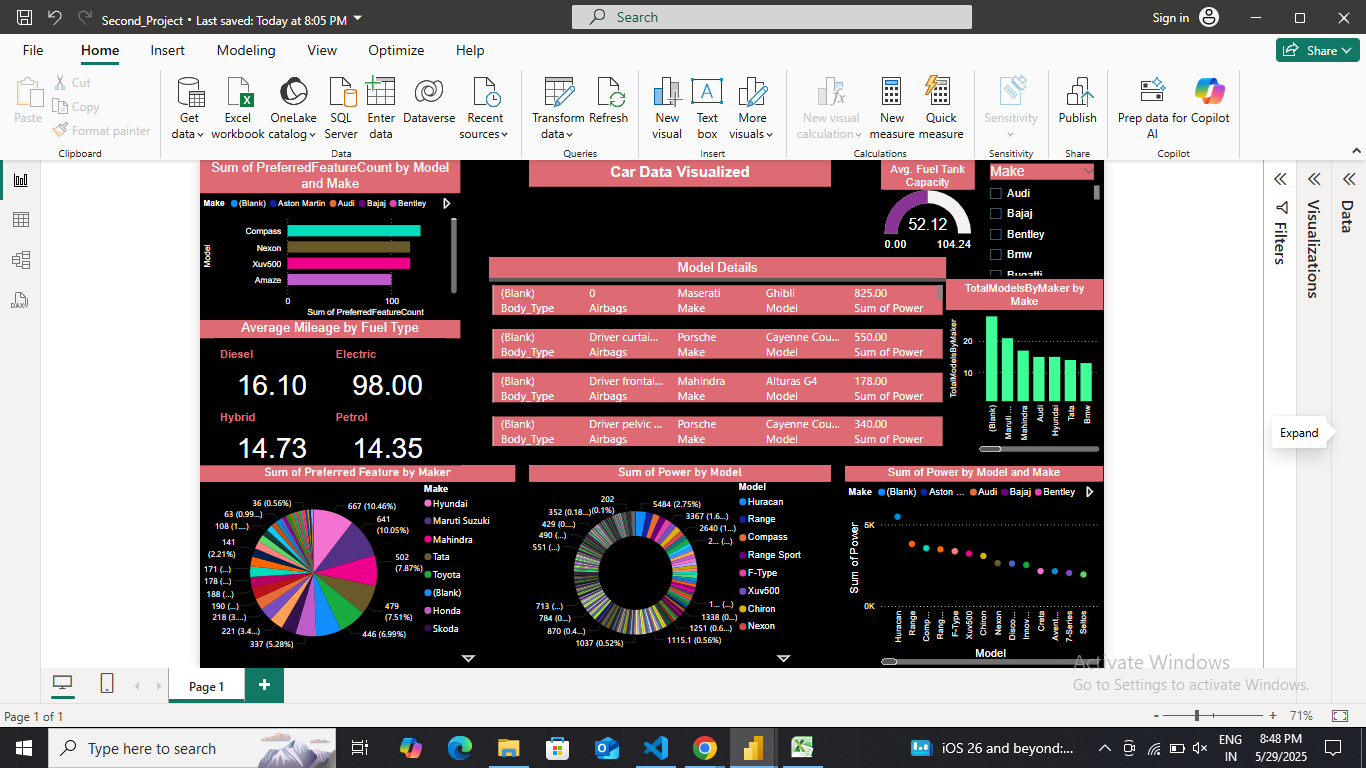 Second_Project • Last saved: Today at 8:05 PM
Search
Sign in
File Home Insert Modeling View Optimize Help
Share
Paste
Cut
Copy
Format painter
Clipboard
Get data
Excel workbook
OneLake catalog
SQL Server
Enter data
Dataverse
Recent sources
Data
Transform data
Refresh
Queries
New visual
Text box
More visuals
Insert
New visual calculation
New measure
Quick measure
Calculations
Sensitivity
Sensitivity
Publish
Share
Prep data for AI
Copilot
Copilot
Sum of PreferredFeatureCount by Model and Make
Make (Blank) Aston Martin Audi Bajaj Bentley
Model
Compass
Nexon
Xuv500
Amaze
0 100
Sum of PreferredFeatureCount
Car Data Visualized
Avg. Fuel Tank Capacity
52.12
0.00 104.24
Make
Audi
Bajaj
Bentley
Bmw
Bugatti
Filters
Visualizations
Data
Expand
Average Mileage by Fuel Type
Diesel Electric
16.10 98.00
Hybrid Petrol
14.73 14.35
Model Details
(Blank) 0 Maserati Ghibli 825.00
Body_Type Airbags Make Model Sum of Power
(Blank) Driver curtai... Porsche Cayenne Cou... 550.00
Body_Type Airbags Make Model Sum of Power
(Blank) Driver frontal... Mahindra Alturas G4 178.00
Body_Type Airbags Make Model Sum of Power
(Blank) Driver pelvic ... Porsche Cayenne Cou... 340.00
Body_Type Airbags Make Model Sum of Power
TotalModelsByMaker by Make
TotalModelsByMaker
20
10
(Blank)
Maruti ...
Mahindra
Audi
Hyundai
Tata
Bmw
Sum of Preferred Feature by Maker
36 (0.56%)
63 (0.99...)
108 (1....)
141 (2.21%)
171 (...)
178 (...)
188 (...)
190 (...)
218 (3....)
221 (3.4...)
337 (5.28%)
446 (6.99%)
479 (7.51%)
502 (7.87%)
641 (10.05%)
667 (10.46%)
Make
Hyundai
Maruti Suzuki
Mahindra
Tata
Toyota
(Blank)
Honda
Skoda
Sum of Power by Model
202 (0.1%)
352 (0.18...)
429 (0....)
490 (...)
551 (...)
713 (...)
784 (0...)
870 (0.4...)
1037 (0.52%)
1115.1 (0.56%)
1251 (0.6...)
1338 (0...)
1... (...)
2... (...)
2640 (1...)
3367 (1.6...)
5484 (2.75%)
Model
Huracan
Range
Compass
Range Sport
F-Type
Xuv500
Chiron
Nexon
Sum of Power by Model and Make
Make (Blank) Aston ... Audi Bajaj Bentley
Sum of Power
5K
0K
Huracan
Range
Comp...
Rang...
F-Type
Xuv500
Chiron
Nexon
Disco...
Innov...
Creta
Avent...
7-Series
Seltos
Model
Activate Windows
Go to Settings to activate Windows.
Page 1
Page 1 of 1
71%
Type here to search
iOS 26 and beyond:...
ENG
IN
8:48 PM
5/29/2025